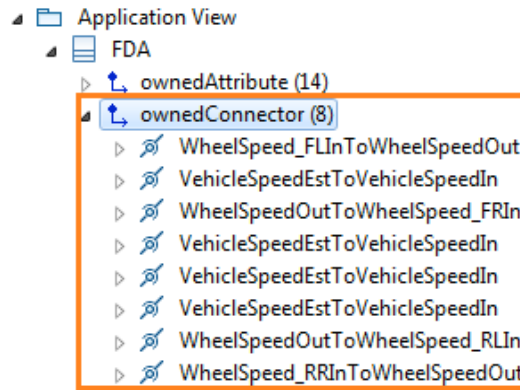 Application View
FDA
ownedAttribute (14)
ownedConnector (8)
WheelSpeed_FLInToWheelSpeedOut
VehicleSpeedEstToVehicleSpeedIn
WheelSpeedOutToWheelSpeed_FRIn
VehicleSpeedEstToVehicleSpeedIn
VehicleSpeedEstToVehicleSpeedIn
VehicleSpeedEstToVehicleSpeedIn
WheelSpeedOutToWheelSpeed_RLIn
WheelSpeed_RRInToWheelSpeedOut